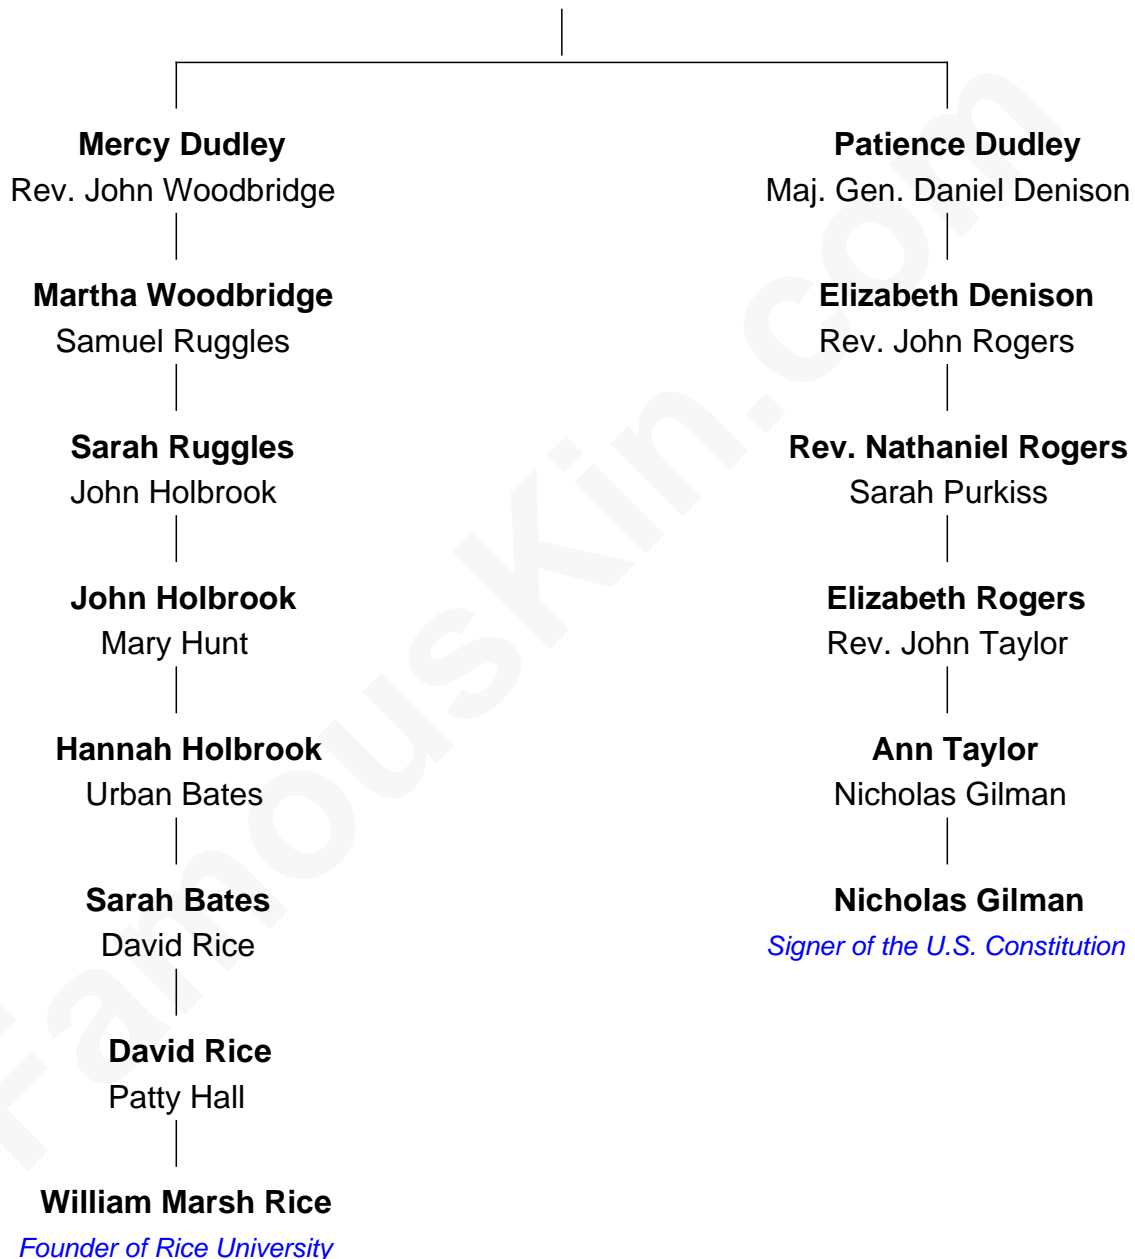 Mercy Dudley
Rev. John Woodbridge
Patience Dudley
Maj. Gen. Daniel Denison
Martha Woodbridge
Samuel Ruggles
Elizabeth Denison
Rev. John Rogers
Sarah Ruggles
John Holbrook
Rev. Nathaniel Rogers
Sarah Purkiss
John Holbrook
Mary Hunt
Elizabeth Rogers
Rev. John Taylor
Hannah Holbrook
Urban Bates
Ann Taylor
Nicholas Gilman
Sarah Bates
David Rice
Nicholas Gilman
Signer of the U.S. Constitution
David Rice
Patty Hall
William Marsh Rice
Founder of Rice University
FamousKin.com